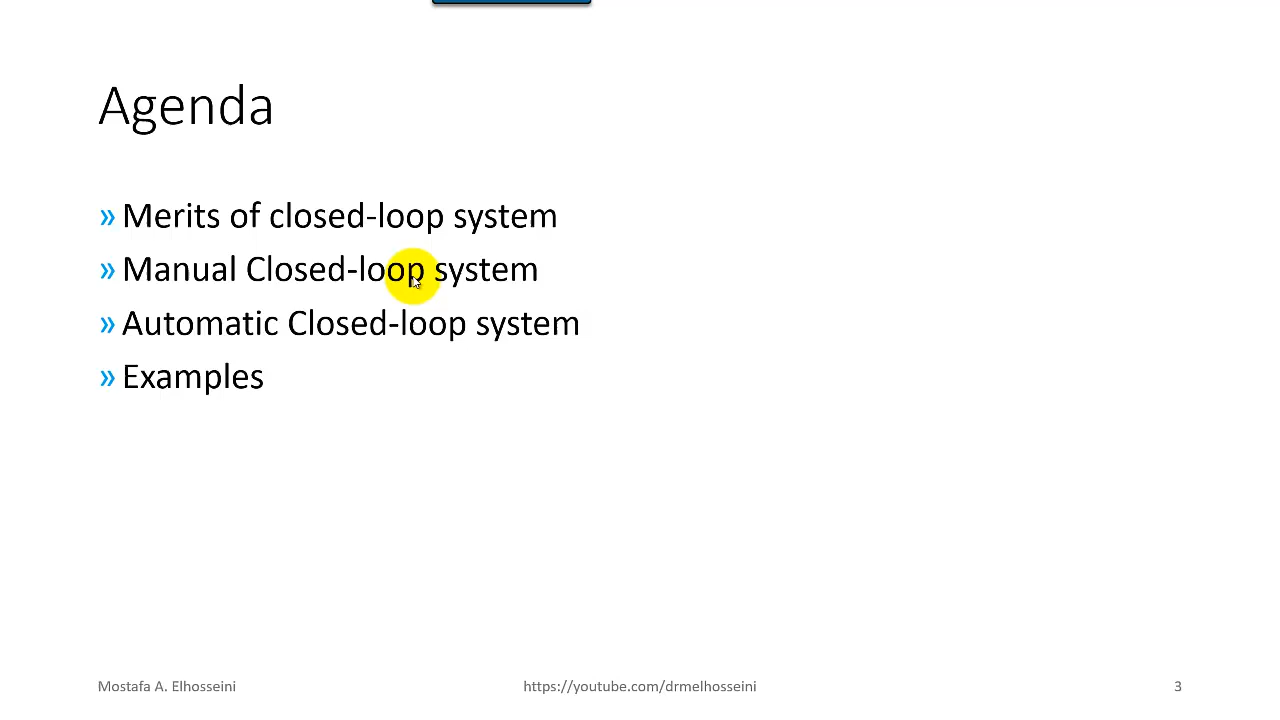 Agenda
» Merits of closed-loop system
» Manual Closed-loop system
» Automatic Closed-loop system
» Examples
Mostafa A. Elhosseini https://youtube.com/drmelhosseini 3